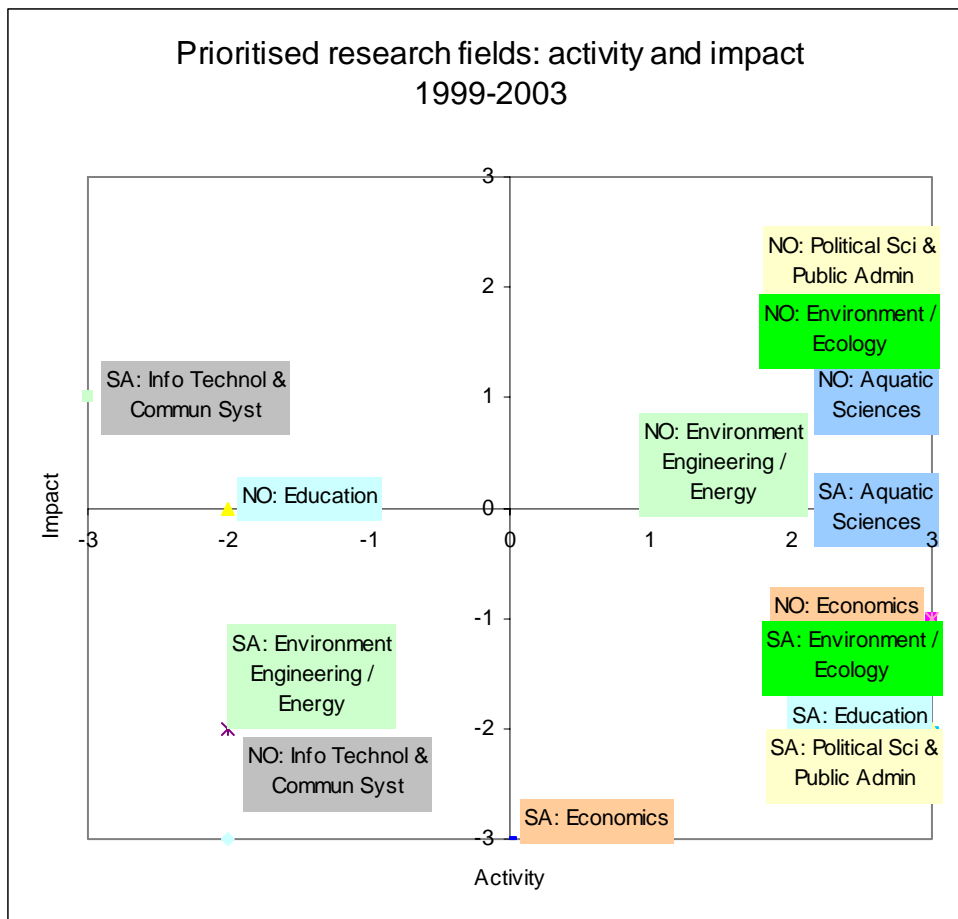 Prioritised research fields: activity and impact
1999-2003
3
NO: Political Sci &
Public Admin
2
NO: Environment /
Ecology
SA: Info Technol &
Commun Syst
1
NO: Aquatic
Sciences
NO: Environment
Engineering /
Energy
Impact
NO: Education
0
SA: Aquatic
Sciences
-3
-2
-1
0
1
2
3
NO: Economics
-1
SA: Environment /
Ecology
SA: Environment
Engineering /
Energy
-2
SA: Education
NO: Info Technol &
Commun Syst
SA: Political Sci &
Public Admin
-3
SA: Economics
Activity